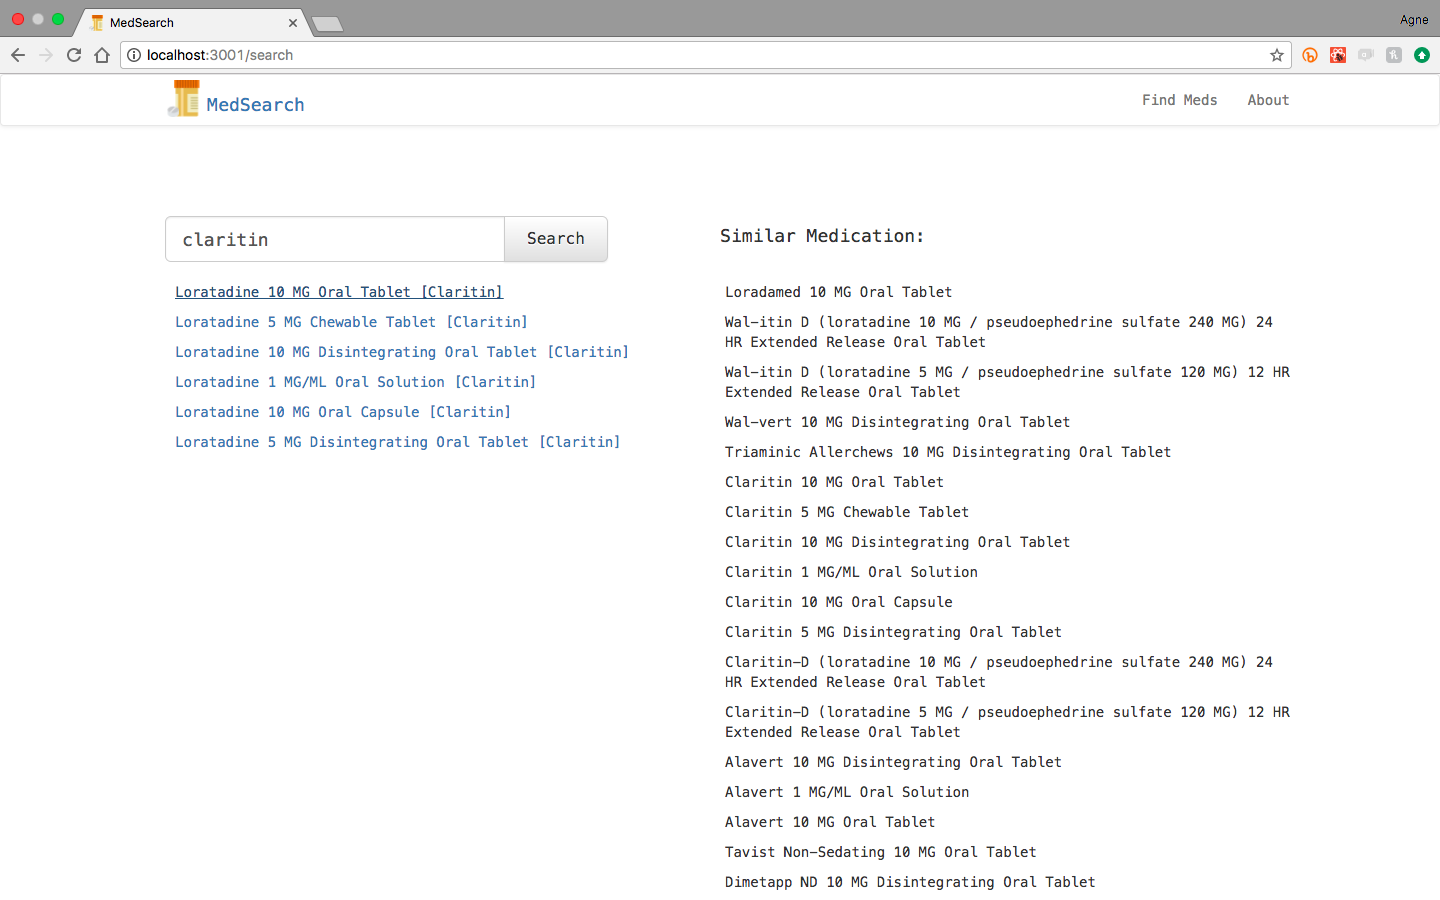 MedSearch
Agne
localhost:3001/search
MedSearch
Find Meds
About
claritin
Search
Loratadine 10 MG Oral Tablet [Claritin]
Loratadine 5 MG Chewable Tablet [Claritin]
Loratadine 10 MG Disintegrating Oral Tablet [Claritin]
Loratadine 1 MG/ML Oral Solution [Claritin]
Loratadine 10 MG Oral Capsule [Claritin]
Loratadine 5 MG Disintegrating Oral Tablet [Claritin]
Similar Medication:
Loradamed 10 MG Oral Tablet
Wal-itin D (loratadine 10 MG / pseudoephedrine sulfate 240 MG) 24
HR Extended Release Oral Tablet
Wal-itin D (loratadine 5 MG / pseudoephedrine sulfate 120 MG) 12 HR
Extended Release Oral Tablet
Wal-vert 10 MG Disintegrating Oral Tablet
Triaminic Allerchews 10 MG Disintegrating Oral Tablet
Claritin 10 MG Oral Tablet
Claritin 5 MG Chewable Tablet
Claritin 10 MG Disintegrating Oral Tablet
Claritin 1 MG/ML Oral Solution
Claritin 10 MG Oral Capsule
Claritin 5 MG Disintegrating Oral Tablet
Claritin-D (loratadine 10 MG / pseudoephedrine sulfate 240 MG) 24
HR Extended Release Oral Tablet
Claritin-D (loratadine 5 MG / pseudoephedrine sulfate 120 MG) 12 HR
Extended Release Oral Tablet
Alavert 10 MG Disintegrating Oral Tablet
Alavert 1 MG/ML Oral Solution
Alavert 10 MG Oral Tablet
Tavist Non-Sedating 10 MG Oral Tablet
Dimetapp ND 10 MG Disintegrating Oral Tablet